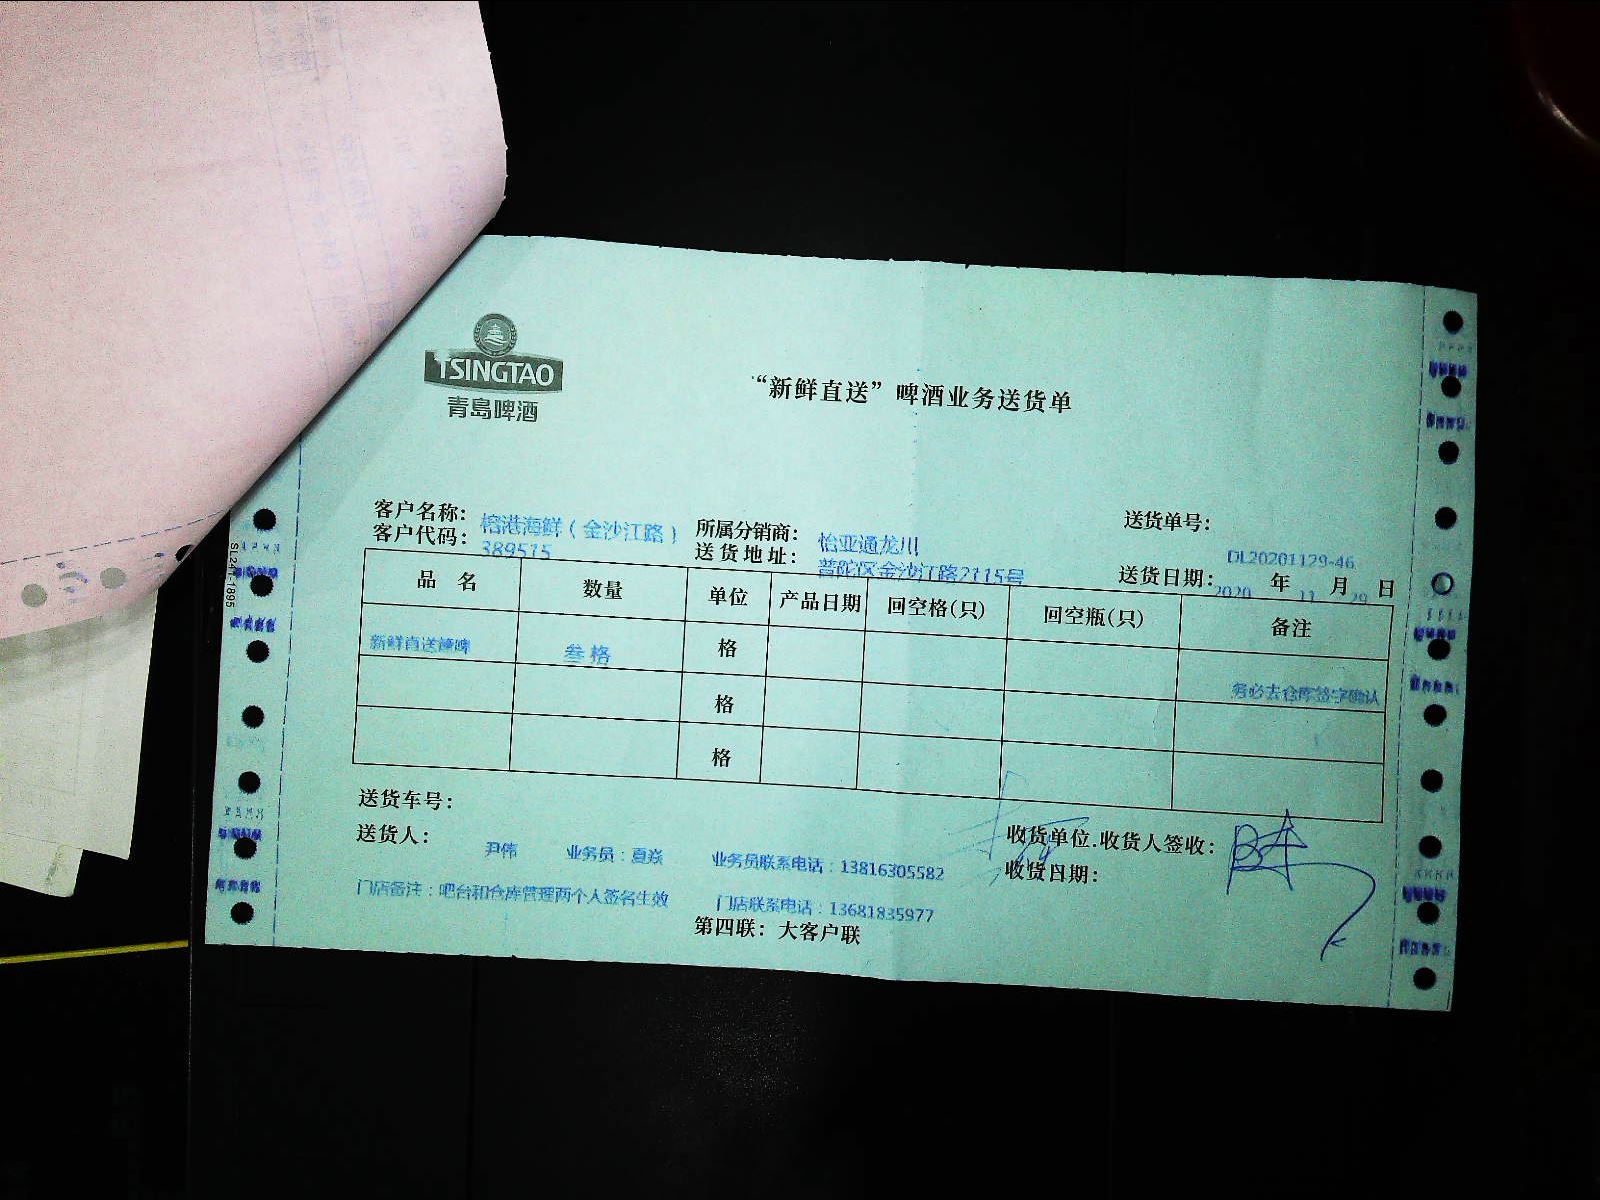 TSINGTAO
青岛啤酒
“新鲜直送”啤酒业务送货单
客户名称： 榕港海鲜（金沙江路） 所属分销商： 怡亚通龙川 送货单号： DL20201129-46
客户代码： 389515 送货地址： 普陀区金沙江路2115号 送货日期： 2020 年 11 月 29 日
品 名 数量 单位 产品日期 回空格(只) 回空瓶(只) 备注
新鲜直送 叁格 格 务必去仓库签字确认
格
格
送货车号：
送货人： 尹伟 业务员：夏焱 业务员联系电话：13816305582 收货单位.收货人签收：
收货日期：
门店备注：吧台和仓库管理两个人签名生效 门店联系电话：13681835977
第四联：大客户联
SL241-1895